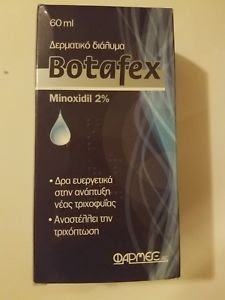 60 ml
Δερματικό διάλυμα
Botafex
Minoxidil 2%
• Δρα ευεργετικά
στην ανάπτυξη
νέας τριχοφυΐας
• Αναστέλλει την
τριχόπτωση
ΦΑΡΜΕΞ